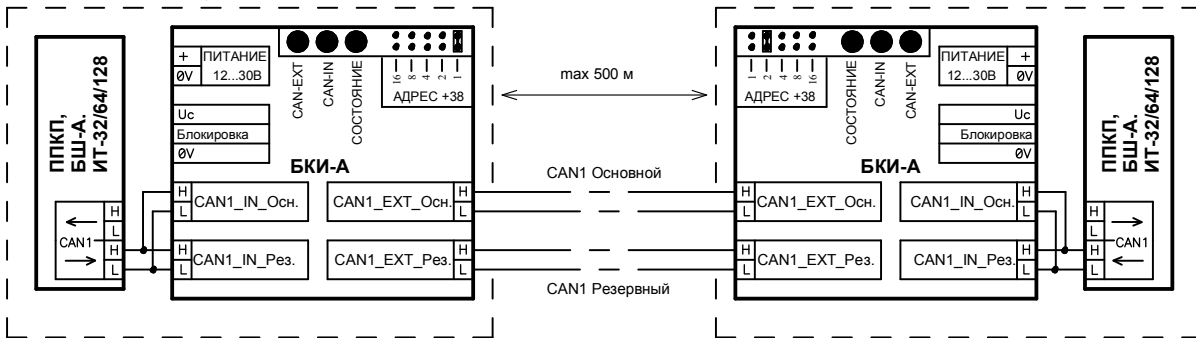 ППКП,
БШ-А.
ИТ-32/64/128
H
L
CAN1
H
L
+
ПИТАНИЕ
0V
12...30В
Uc
Блокировка
0V
CAN-EXT
CAN-IN
СОСТОЯНИЕ
16
8
4
2
1
АДРЕС +38
БКИ-А
H
L
CAN1_IN_Осн.
CAN1_EXT_Осн.
H
L
H
L
CAN1_IN_Рез.
CAN1_EXT_Рез.
H
L
max 500 м
CAN1 Основной
CAN1 Резервный
1
2
4
8
16
АДРЕС +38
СОСТОЯНИЕ
CAN-IN
CAN-EXT
ПИТАНИЕ
+
12...30В
0V
Uc
Блокировка
0V
БКИ-А
H
L
CAN1_EXT_Осн.
CAN1_IN_Осн.
H
L
H
L
CAN1_EXT_Рез.
CAN1_IN_Рез.
H
L
H
L
CAN1
H
L
ППКП,
БШ-А.
ИТ-32/64/128